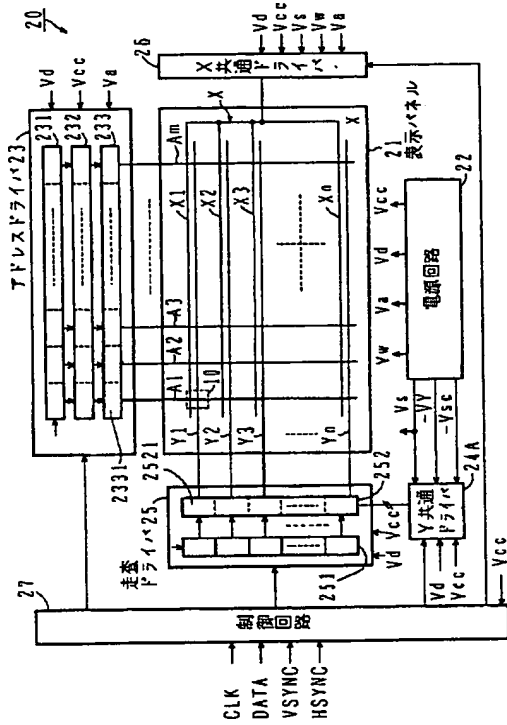 20
アドレスドライバ23
231
232
233
Vd
Vcc
Va
26
X共通ドライバ
Vd
Vcc
Vs
Vw
Va
X
X
Am
A3
A2
A1
10
2331
X1
X2
X3
Xn
Y1
Y2
Y3
Yn
21
表示パネル
走査
ドライバ25
2521
252
251
Vd
Vcc
22
電源回路
Vw
Va
Vd
Vcc
Vs
-VY
-Vsc
24A
Y共通
ドライバ
Vd
Vcc
27
制御回路
CLK
DATA
VSYNC
HSYNC
Vcc